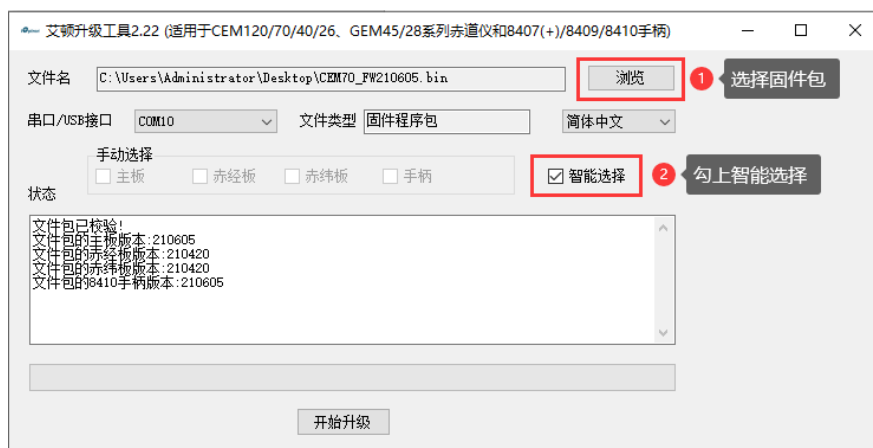 艾顿升级工具2.22 (适用于CEM120/70/40/26、GEM45/28系列赤道仪和8407(+)/8409/8410手柄)
文件名 C:\Users\Administrator\Desktop\CEM70_FW210605.bin 浏览 1 选择固件包
串口/USB接口 COM10 文件类型 固件程序包 简体中文
手动选择
主板 赤经板 赤纬板 手柄 智能选择 2 勾上智能选择
状态
文件包已校验!
文件包的主板版本:210605
文件包的赤经板版本:210420
文件包的赤纬板版本:210420
文件包的8410手柄版本:210605
开始升级